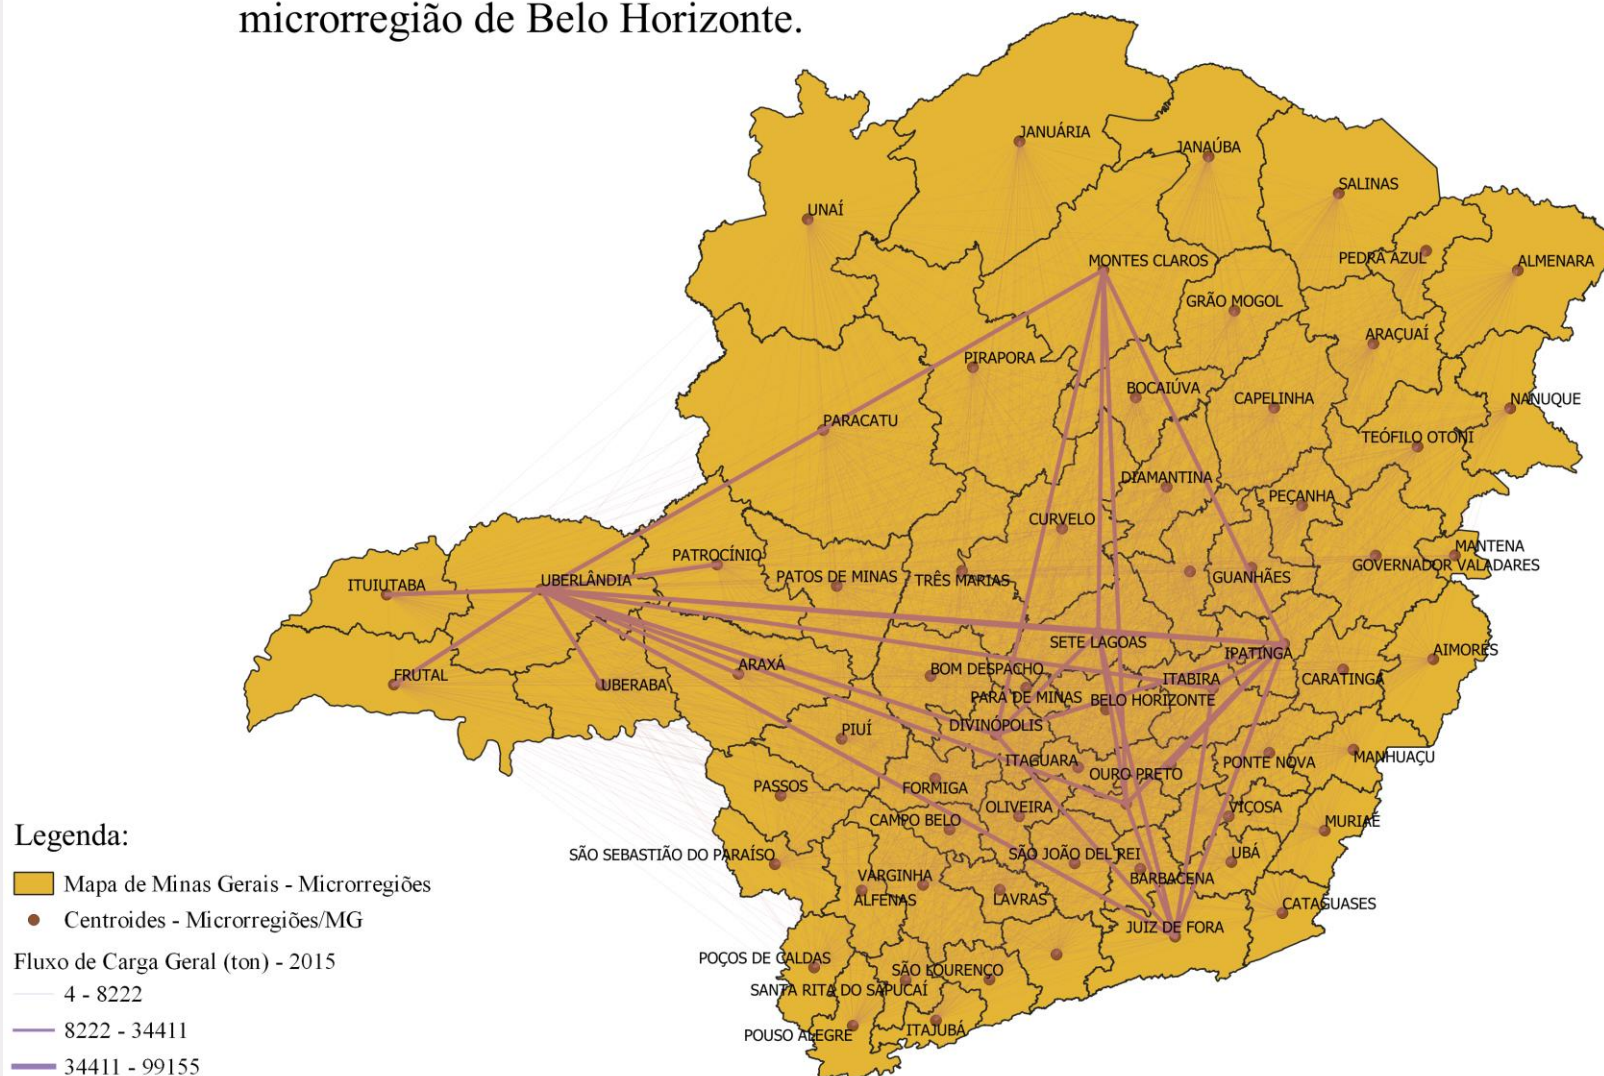 microrregião de Belo Horizonte.
JANUÁRIA
JANAÚBA
SALINAS
UNAÍ
PEDRA AZUL
ALMENARA
MONTES CLAROS
GRÃO MOGOL
ARAÇUAÍ
PIRAPORA
BOCAIÚVA
CAPELINHA
NANUQUE
PARACATU
TEÓFILO OTONI
DIAMANTINA
PEÇANHA
CURVELO
MANTENA
PATROCÍNIO
GOVERNADOR VALADARES
ITUIUTABA
UBERLÂNDIA
PATOS DE MINAS
TRÊS MARIAS
GUANHÃES
SETE LAGOAS
IPATINGA
AIMORÉS
FRUTAL
UBERABA
ARAXÁ
BOM DESPACHO
ITABIRA
CARATINGA
PARÁ DE MINAS
BELO HORIZONTE
PIUÍ
DIVINÓPOLIS
ITAGUARA
OURO PRETO
PONTE NOVA
MANHUAÇU
PASSOS
FORMIGA
OLIVEIRA
VIÇOSA
CAMPO BELO
MURIAÉ
SÃO SEBASTIÃO DO PARAÍSO
SÃO JOÃO DEL REI
UBÁ
VARGINHA
BARBACENA
ALFENAS
LAVRAS
CATAGUASES
JUIZ DE FORA
POÇOS DE CALDAS
SÃO LOURENÇO
SANTA RITA DO SAPUCAÍ
POUSO ALEGRE
ITAJUBÁ
Legenda:
Mapa de Minas Gerais - Microrregiões
Centroides - Microrregiões/MG
Fluxo de Carga Geral (ton) - 2015
4 - 8222
8222 - 34411
34411 - 99155